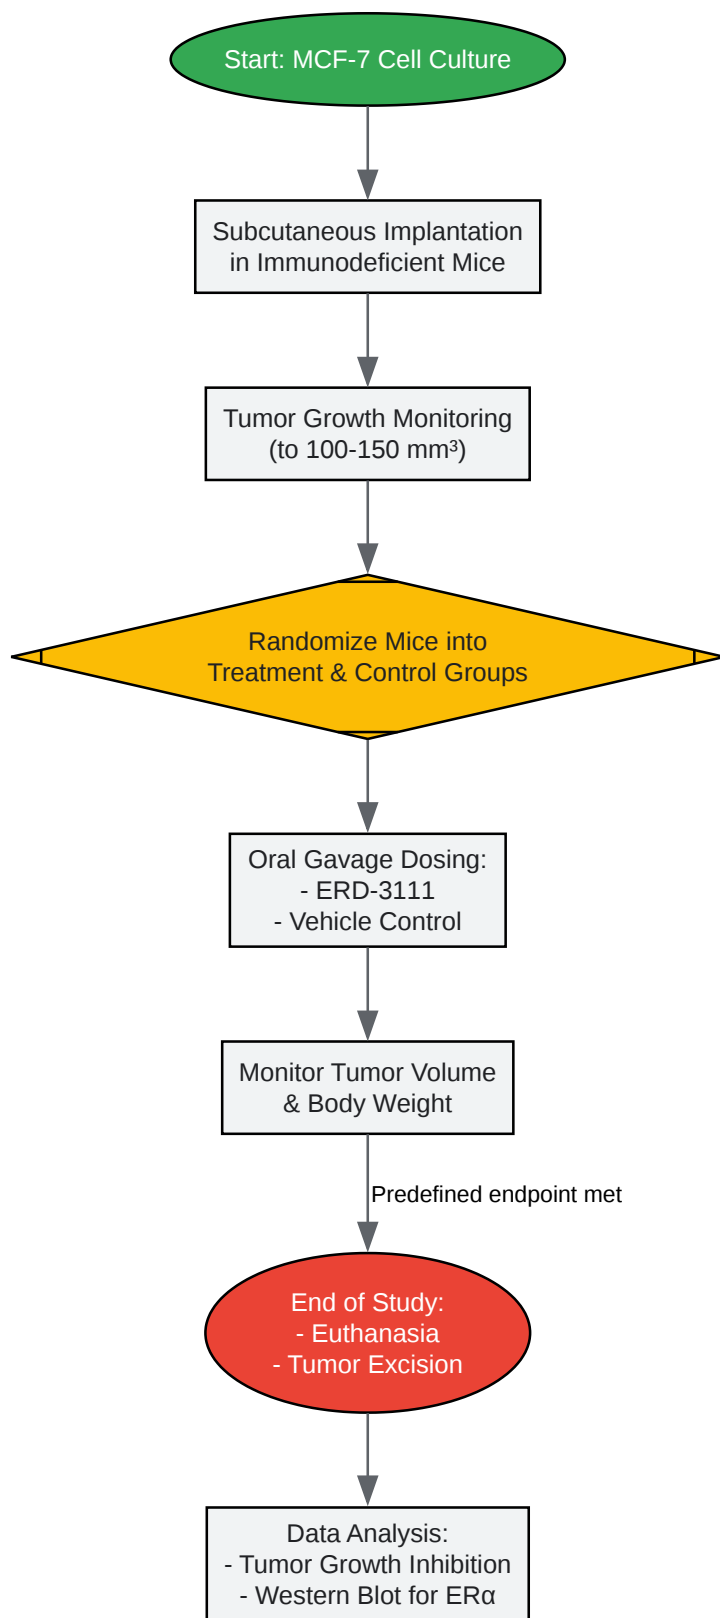 Start: MCF-7 Cell Culture
Subcutaneous Implantation
in Immunodeficient Mice
Tumor Growth Monitoring
(to 100-150 mm³)
Randomize Mice into
Treatment & Control Groups
Oral Gavage Dosing:
- ERD-3111
- Vehicle Control
Monitor Tumor Volume
& Body Weight
Predefined endpoint met
End of Study:
- Euthanasia
- Tumor Excision
Data Analysis:
- Tumor Growth Inhibition
- Western Blot for ERα